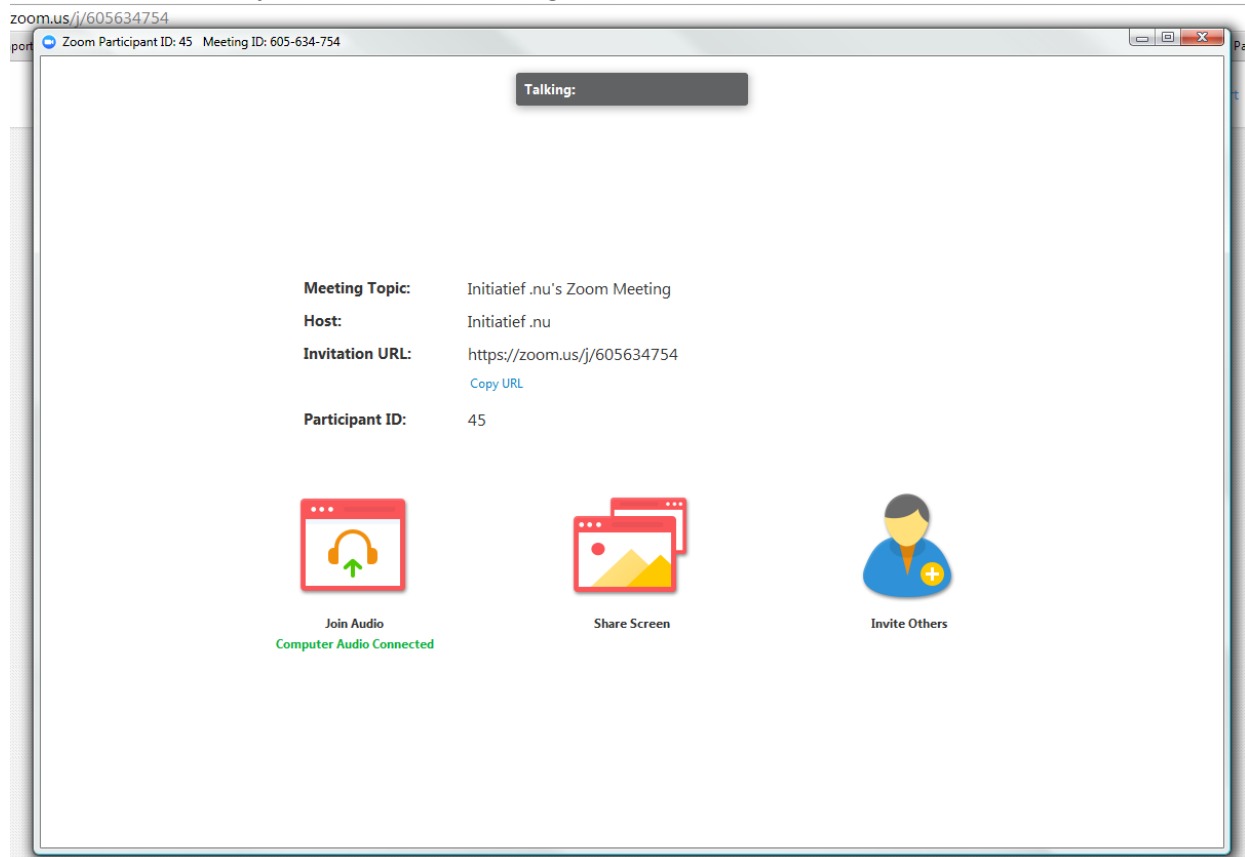 zoom.us/j/605634754
Zoom Participant ID: 45 Meeting ID: 605-634-754
Talking:
Meeting Topic: Initiatief .nu's Zoom Meeting
Host: Initiatief .nu
Invitation URL: https://zoom.us/j/605634754
Copy URL
Participant ID: 45
Join Audio Share Screen Invite Others
Computer Audio Connected